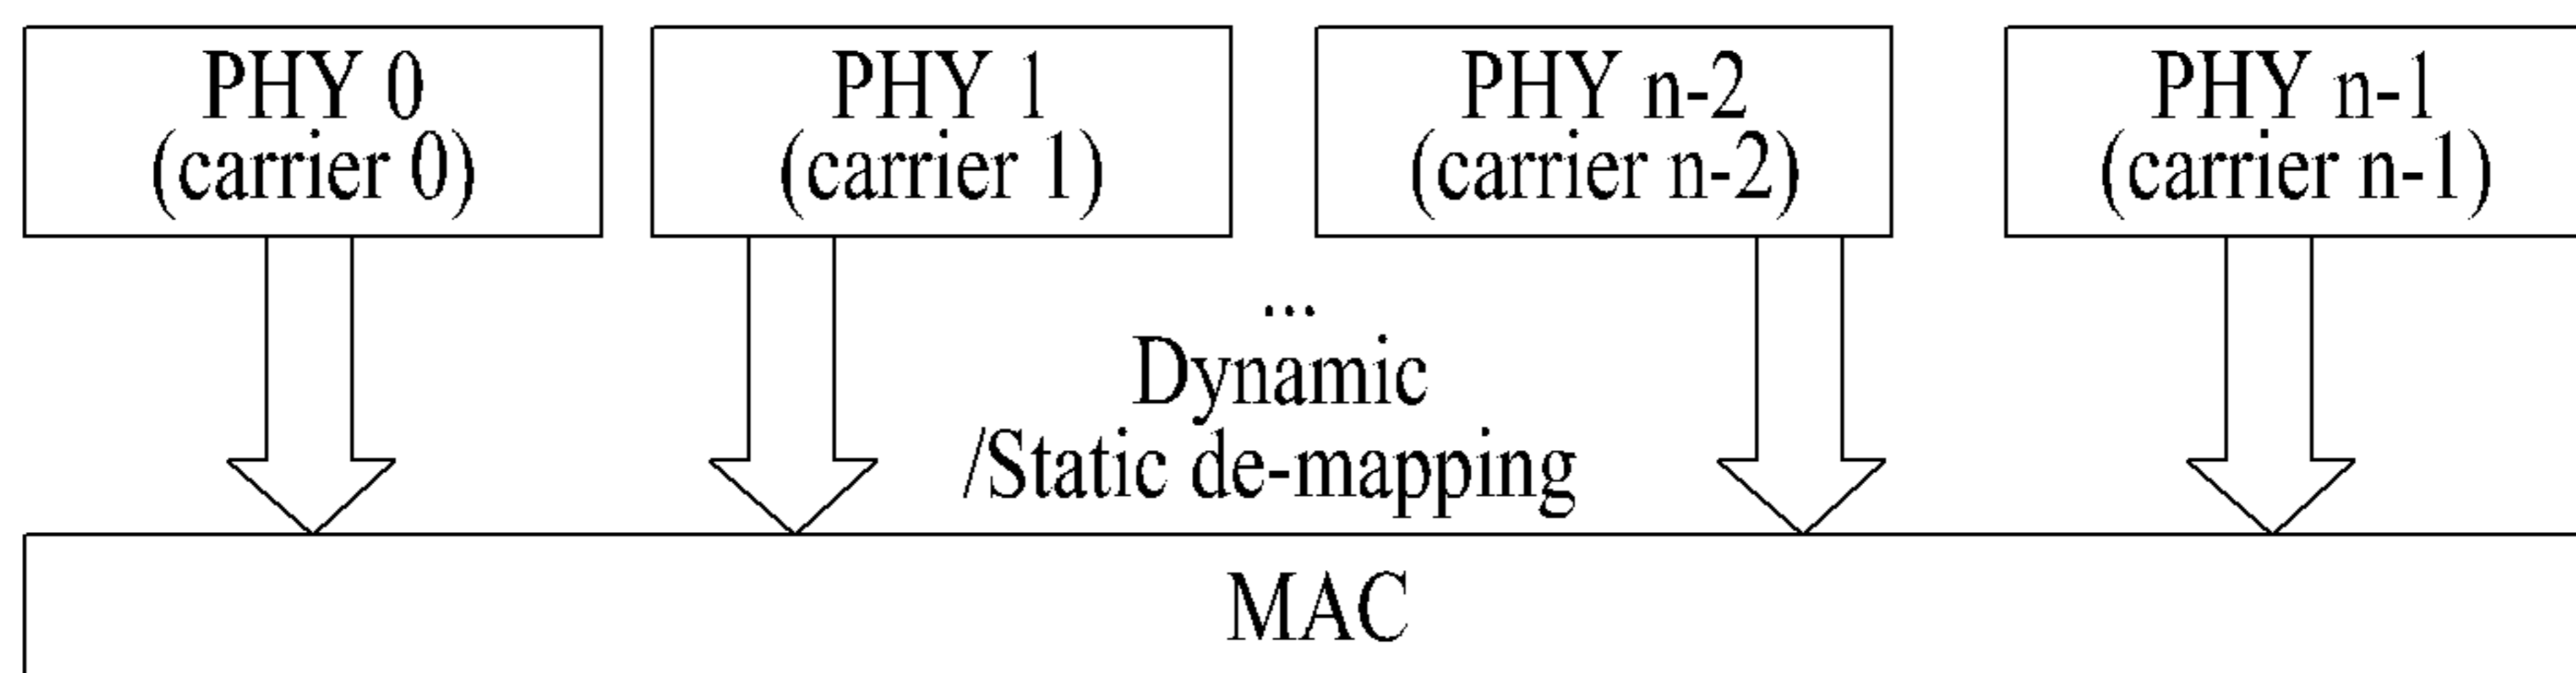 PHY 0
(carrier 0)
PHY 1
(carrier 1)
PHY n-2
(carrier n-2)
PHY n-1
(carrier n-1)
...
Dynamic
/Static de-mapping
MAC